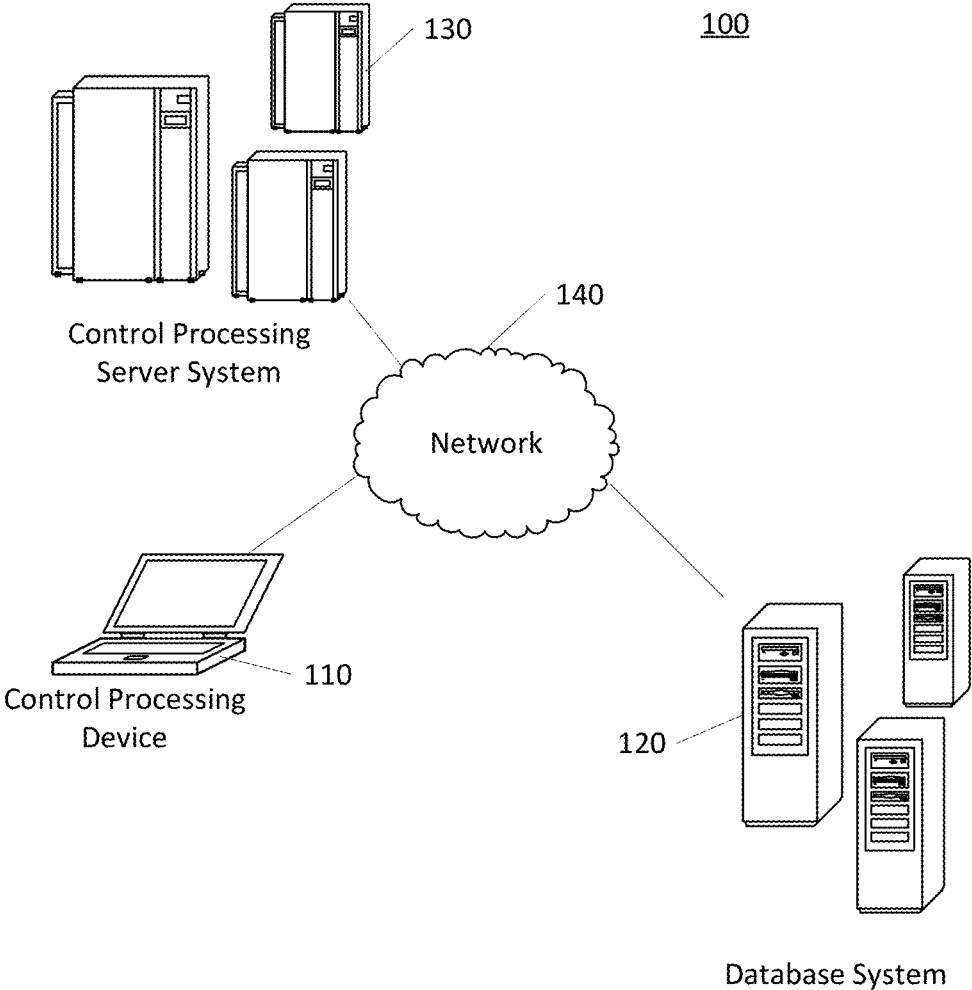 130
100
140
Control Processing
Server System
Network
110
Control Processing
Device
120
Database System